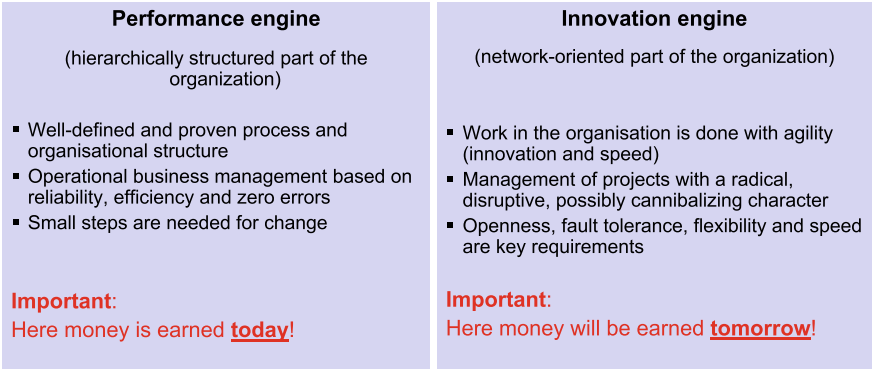 Performance engine
(hierarchically structured part of the
organization)
▪ Well-defined and proven process and
organisational structure
▪ Operational business management based on
reliability, efficiency and zero errors
▪ Small steps are needed for change
Important:
Here money is earned today!
Innovation engine
(network-oriented part of the organization)
▪ Work in the organisation is done with agility
(innovation and speed)
▪ Management of projects with a radical,
disruptive, possibly cannibalizing character
▪ Openness, fault tolerance, flexibility and speed
are key requirements
Important:
Here money will be earned tomorrow!